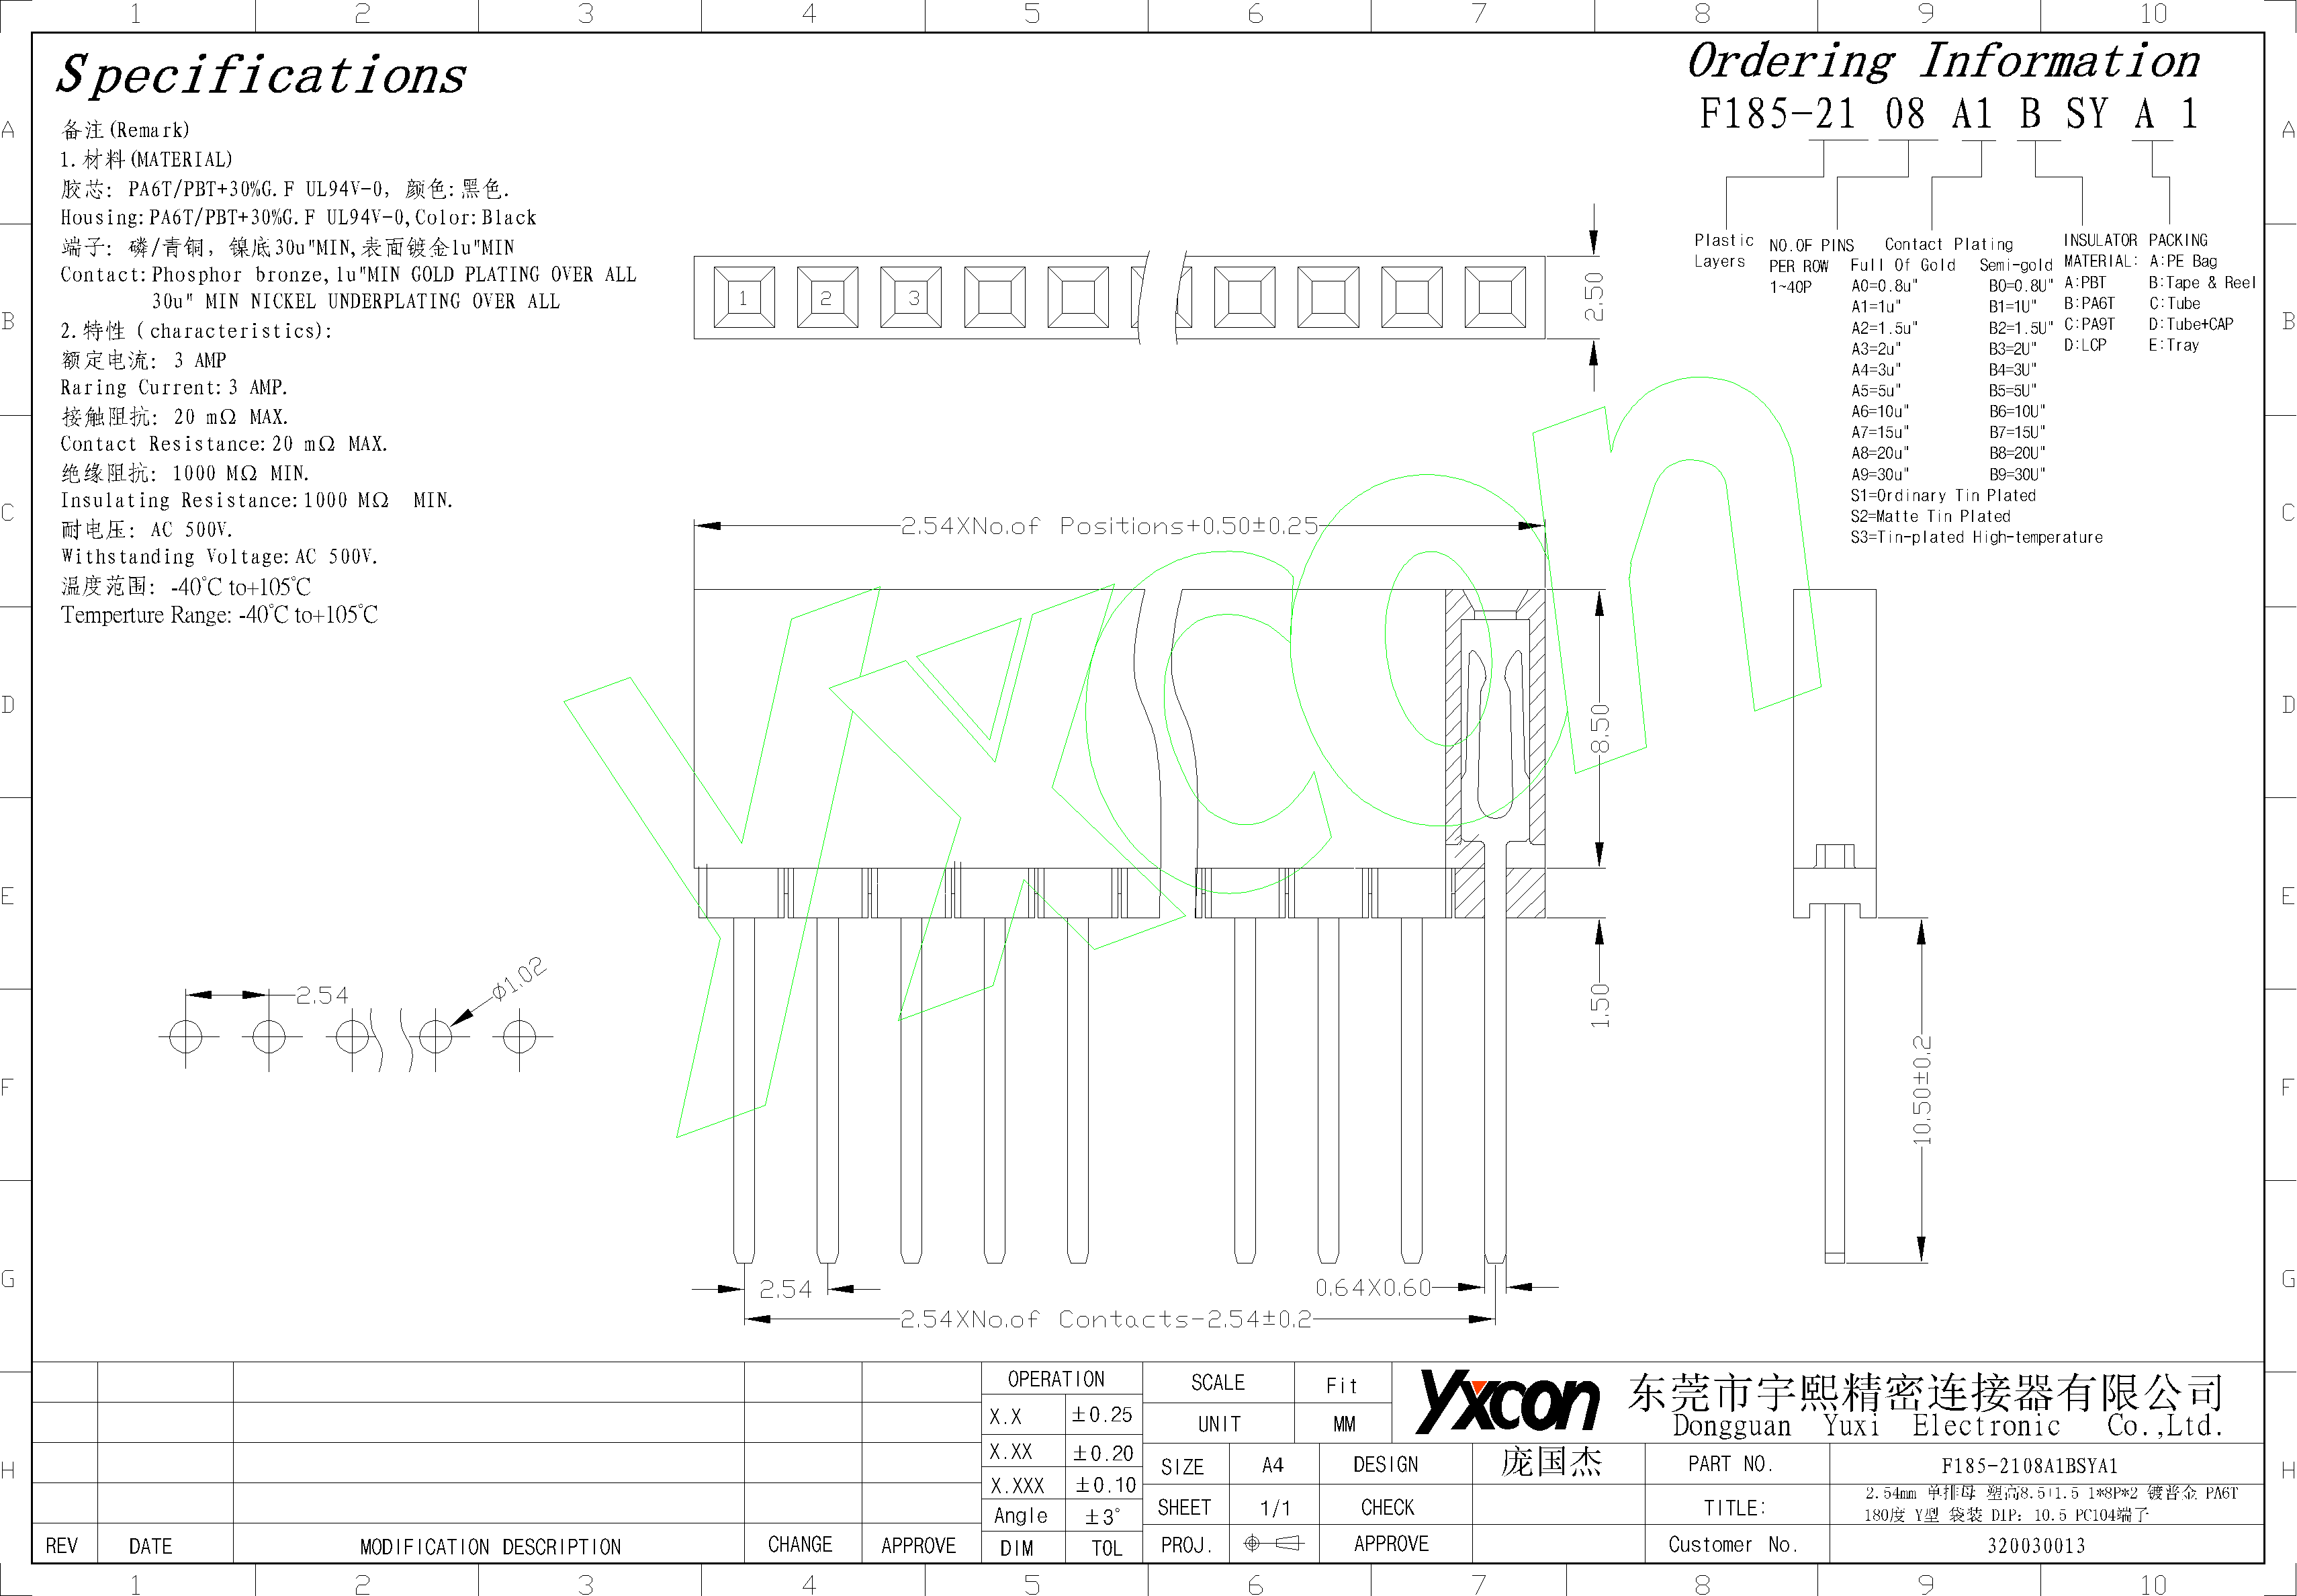 1 2 3 4 5 6 7 8 9 10
A
B
C
D
E
F
G
H
A
B
C
D
E
F
G
H
Specifications
备注(Remark)
1.材料(MATERIAL)
胶芯: PA6T/PBT+30%G.F UL94V-0, 颜色:黑色.
Housing:PA6T/PBT+30%G.F UL94V-0,Color:Black
端子: 磷/青铜, 镍底30u"MIN,表面镀金1u"MIN
Contact:Phosphor bronze,1u"MIN GOLD PLATING OVER ALL
30u" MIN NICKEL UNDERPLATING OVER ALL
2.特性 (characteristics):
额定电流: 3 AMP
Raring Current:3 AMP.
接触阻抗: 20 mΩ MAX.
Contact Resistance:20 mΩ MAX.
绝缘阻抗: 1000 MΩ MIN.
Insulating Resistance:1000 MΩ MIN.
耐电压: AC 500V.
Withstanding Voltage:AC 500V.
温度范围: -40℃ to+105℃
Temperture Range: -40℃ to+105℃
Ordering Information
F185-21 08 A1 B SY A 1
Plastic
Layers
NO.OF PINS
PER ROW
1~40P
Contact Plating
Full Of Gold Semi-gold
A0=0.8u" B0=0.8U"
A1=1u" B1=1U"
A2=1.5u" B2=1.5U"
A3=2u" B3=2U"
A4=3u" B4=3U"
A5=5u" B5=5U"
A6=10u" B6=10U"
A7=15u" B7=15U"
A8=20u" B8=20U"
A9=30u" B9=30U"
S1=Ordinary Tin Plated
S2=Matte Tin Plated
S3=Tin-plated High-temperature
INSULATOR
MATERIAL:
A:PBT
B:PA6T
C:PA9T
D:LCP
PACKING
A:PE Bag
B:Tape & Reel
C:Tube
D:Tube+CAP
E:Tray
1 2 3
2.50
2.54XNo.of Positions+0.50±0.25
yxcon
8.50
1.50
10.50±0.2
2.54
Ø1.02
2.54
0.64X0.60
2.54XNo.of Contacts-2.54±0.2
REV DATE MODIFICATION DESCRIPTION CHANGE APPROVE
OPERATION
X.X ±0.25
X.XX ±0.20
X.XXX ±0.10
Angle ±3°
DIM TOL
SCALE Fit
UNIT MM
SIZE A4 DESIGN 庞国杰
SHEET 1/1 CHECK
PROJ. APPROVE
Yxcon
东莞市宇熙精密连接器有限公司
Dongguan Yuxi Electronic Co.,Ltd.
PART NO. F185-2108A1BSYA1
TITLE: 2.54mm 单排母 塑高8.5+1.5 1*8P*2 镀普金 PA6T
180度 Y型 袋装 DIP: 10.5 PC104端子
Customer No. 320030013
1 2 3 4 5 6 7 8 9 10